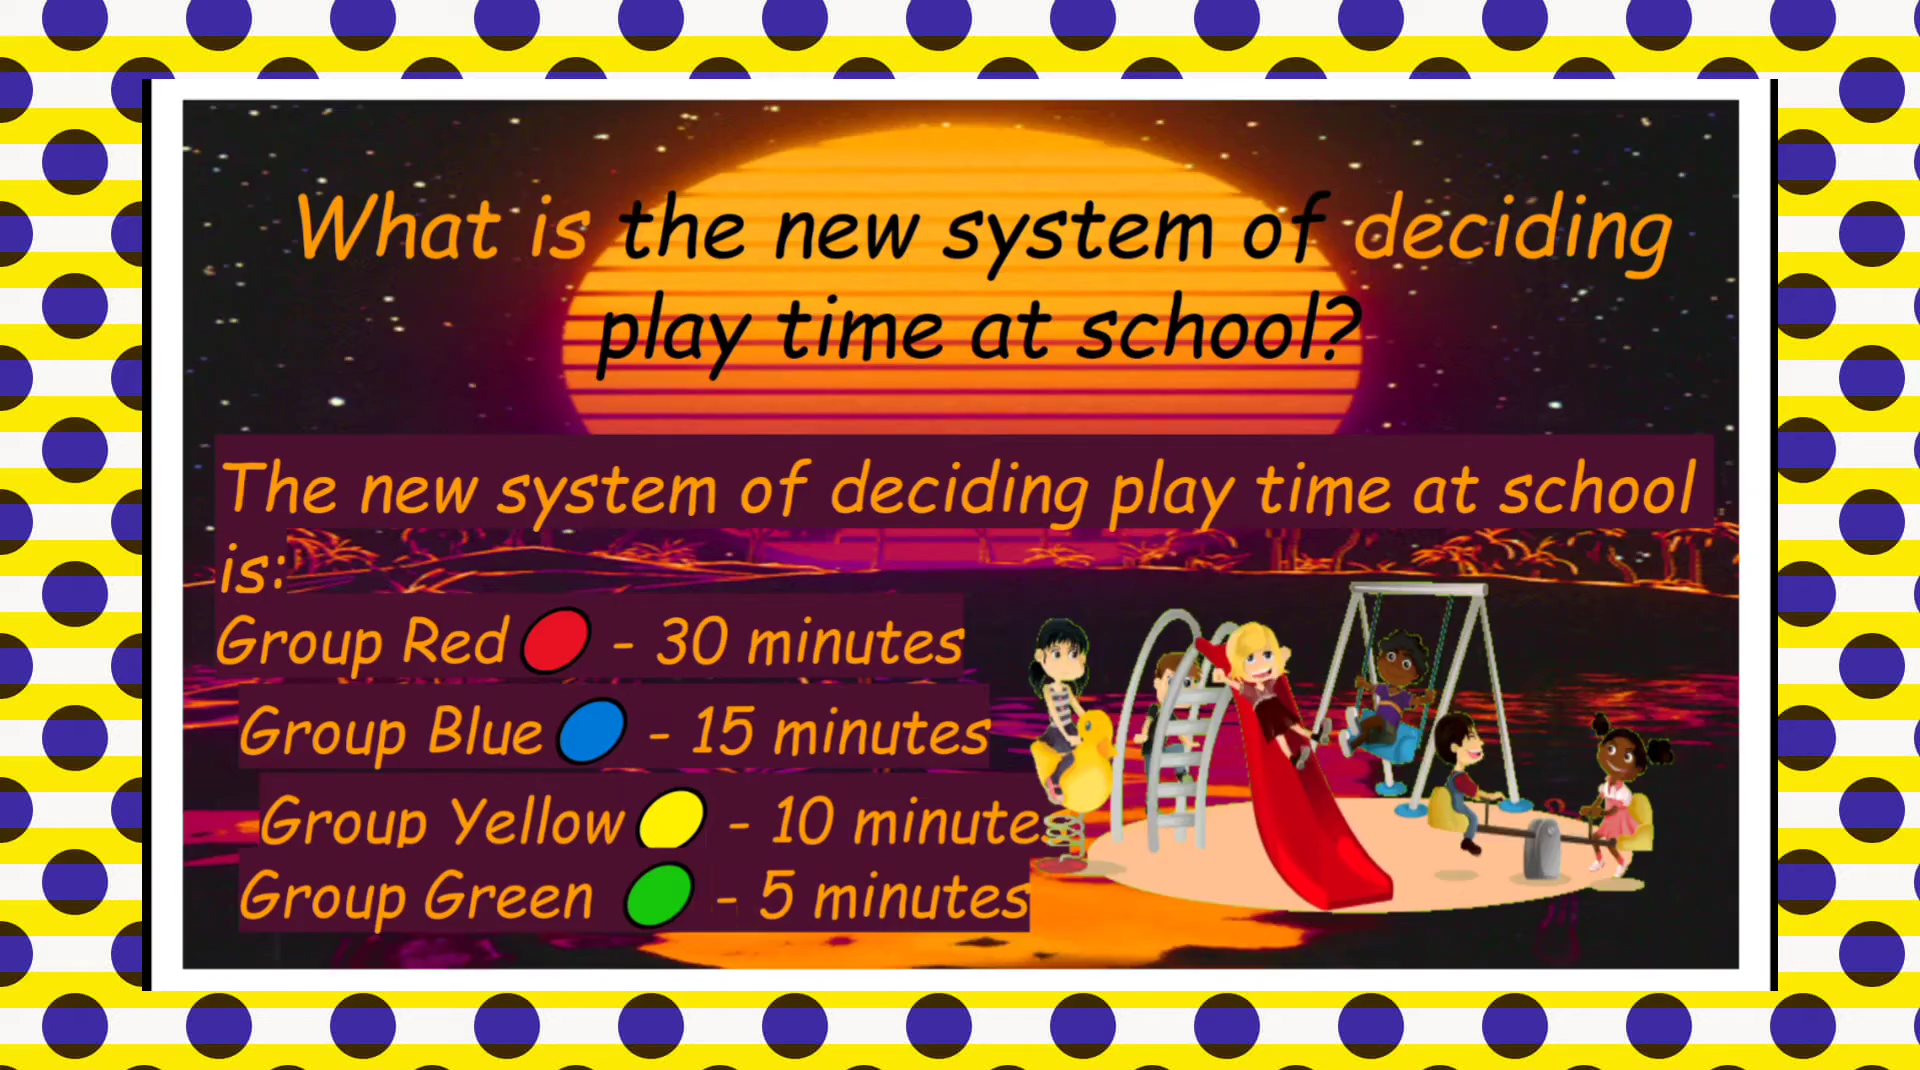 What is the new system of deciding
play time at school?
The new system of deciding play time at school
is:
Group Red - 30 minutes
Group Blue - 15 minutes
Group Yellow - 10 minutes
Group Green - 5 minutes